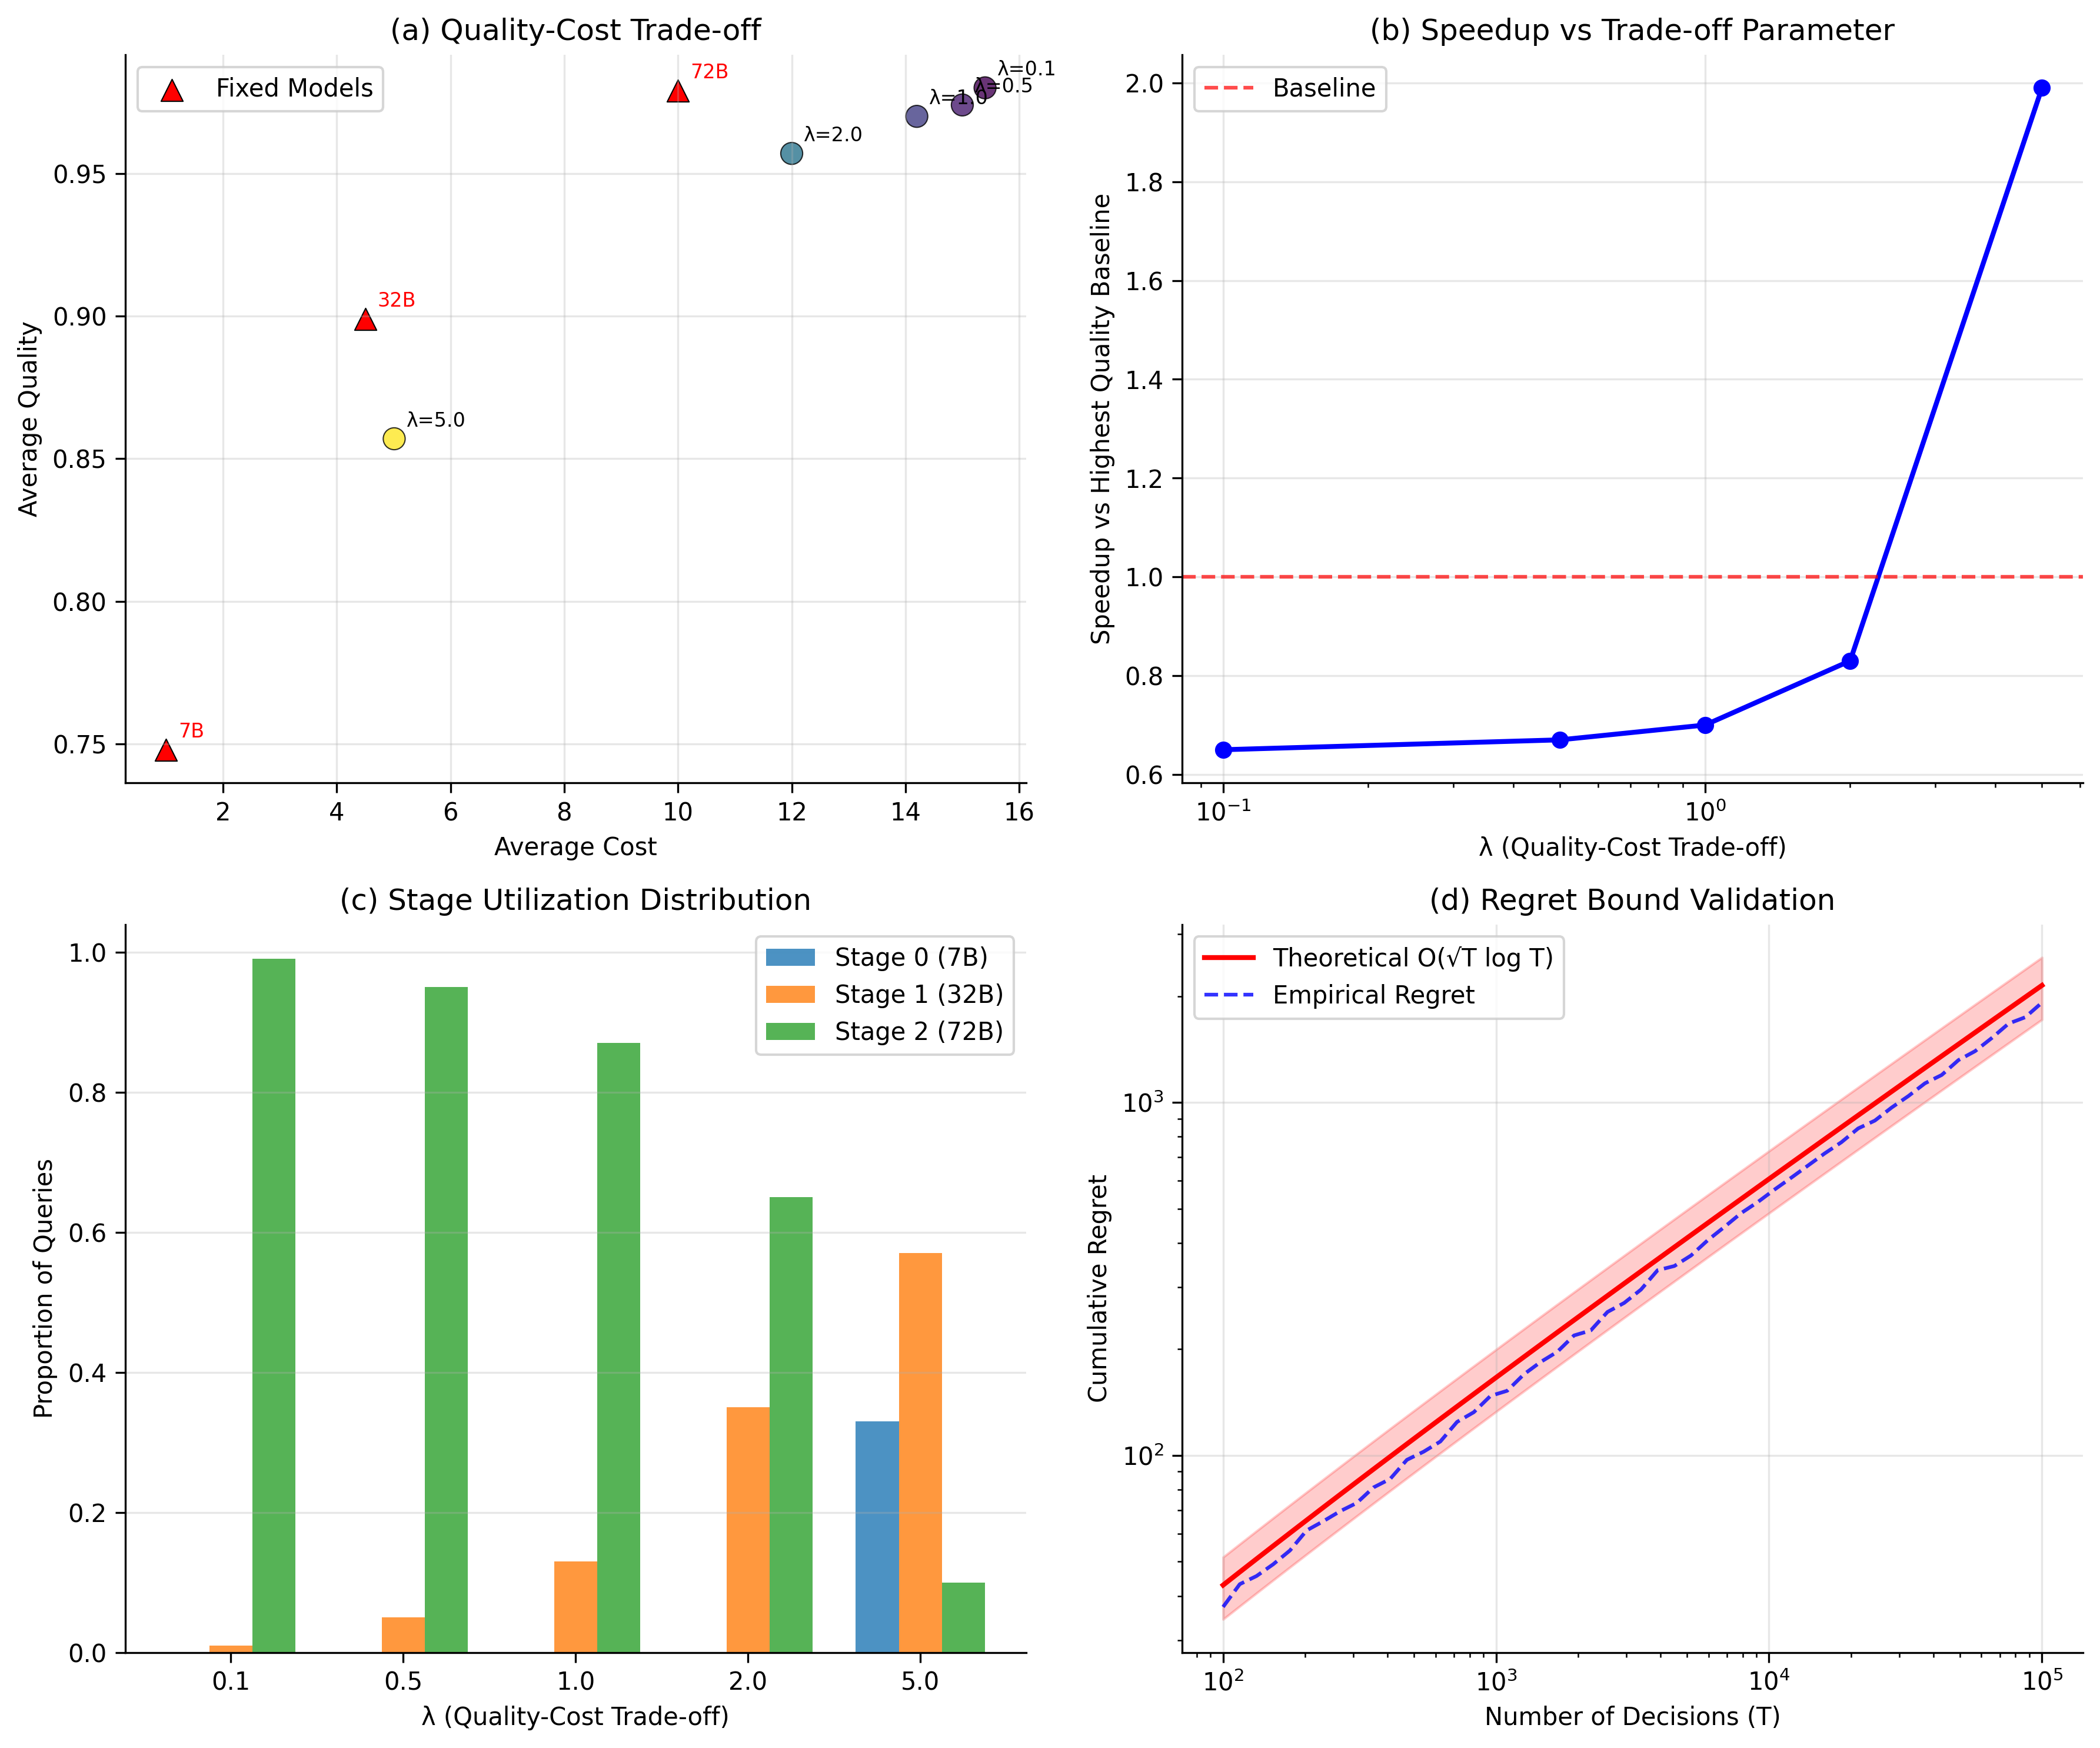 (a) Quality-Cost Trade-off
Fixed Models
72B
λ=0.1
λ=0.5
λ=1.0
λ=2.0
32B
λ=5.0
7B
0.95
0.90
0.85
0.80
0.75
Average Quality
2 4 6 8 10 12 14 16
Average Cost
(b) Speedup vs Trade-off Parameter
Baseline
2.0
1.8
1.6
1.4
1.2
1.0
0.8
0.6
Speedup vs Highest Quality Baseline
10⁻¹ 10⁰
λ (Quality-Cost Trade-off)
(c) Stage Utilization Distribution
Stage 0 (7B)
Stage 1 (32B)
Stage 2 (72B)
1.0
0.8
0.6
0.4
0.2
0.0
Proportion of Queries
0.1 0.5 1.0 2.0 5.0
λ (Quality-Cost Trade-off)
(d) Regret Bound Validation
Theoretical O(√T log T)
Empirical Regret
10³
10²
Cumulative Regret
10² 10³ 10⁴ 10⁵
Number of Decisions (T)